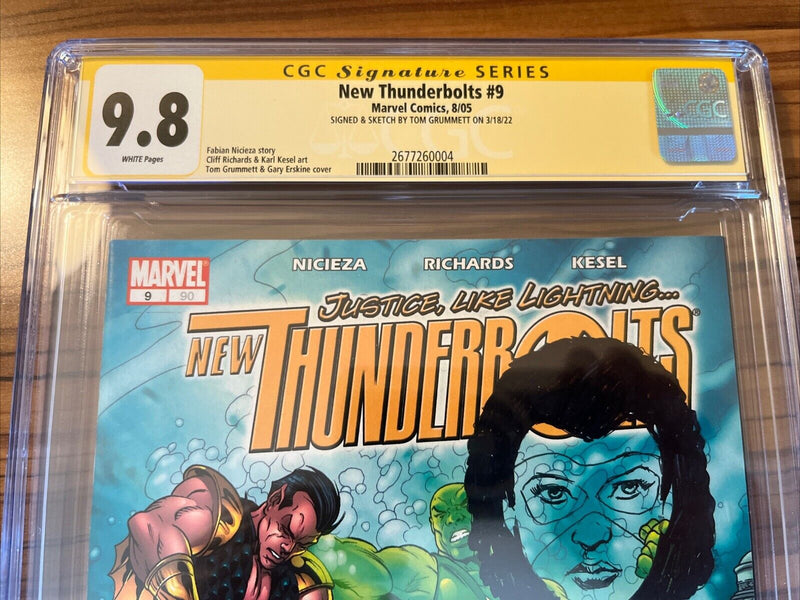 CGC Signature SERIES
9.8
WHITE Pages
New Thunderbolts #9
Marvel Comics, 8/05
SIGNED & SKETCH BY TOM GRUMMETT ON 3/18/22
Fabian Nicieza story
Cliff Richards & Karl Kesel art
Tom Grummett & Gary Erskine cover
2677260004
CGC
CGC
MARVEL®
9 90
NICIEZA RICHARDS KESEL
JUSTICE, LIKE LIGHTNING...
NEW THUNDERBOLTS®